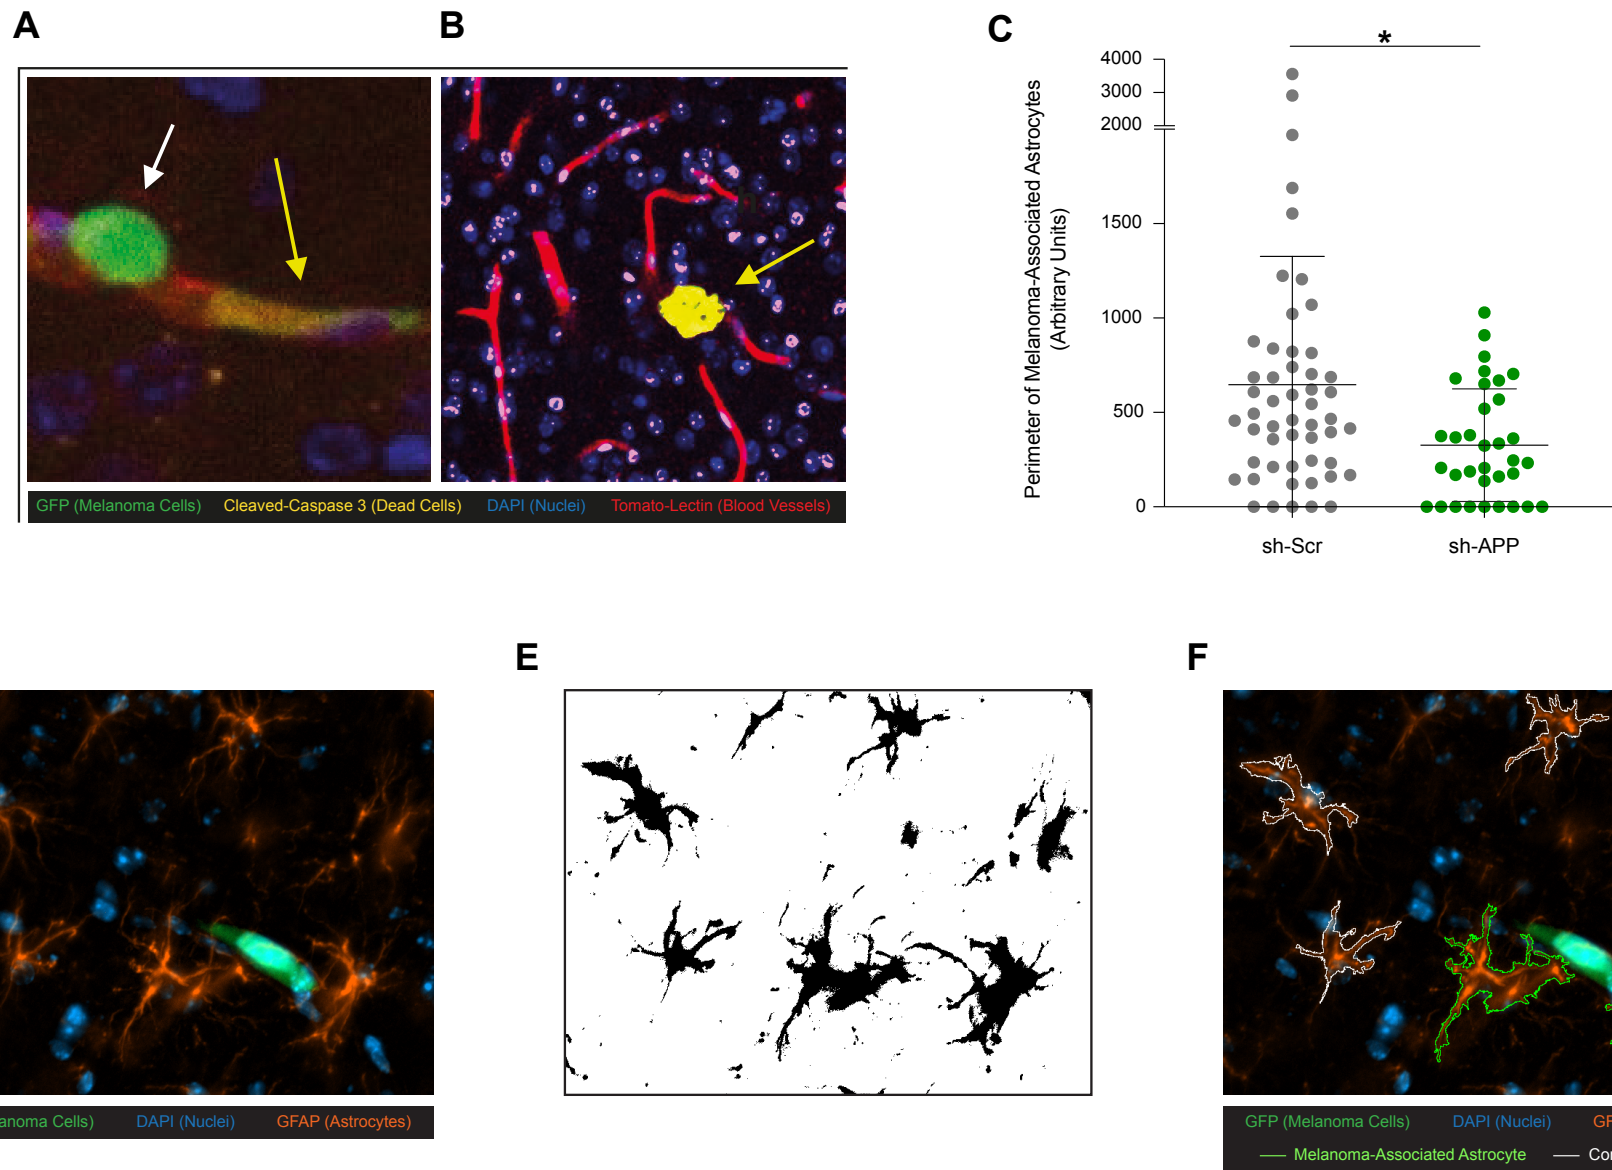 A
B
C
GFP (Melanoma Cells) Cleaved-Caspase 3 (Dead Cells) DAPI (Nuclei) Tomato-Lectin (Blood Vessels)
Perimeter of Melanoma-Associated Astrocytes
(Arbitrary Units)
*
4000
3000
2000
1500
1000
500
0
sh-Scr sh-APP
E
F
Cells) DAPI (Nuclei) GFAP (Astrocytes)
GFP (Melanoma Cells) DAPI (Nuclei)
Melanoma-Associated Astrocyte